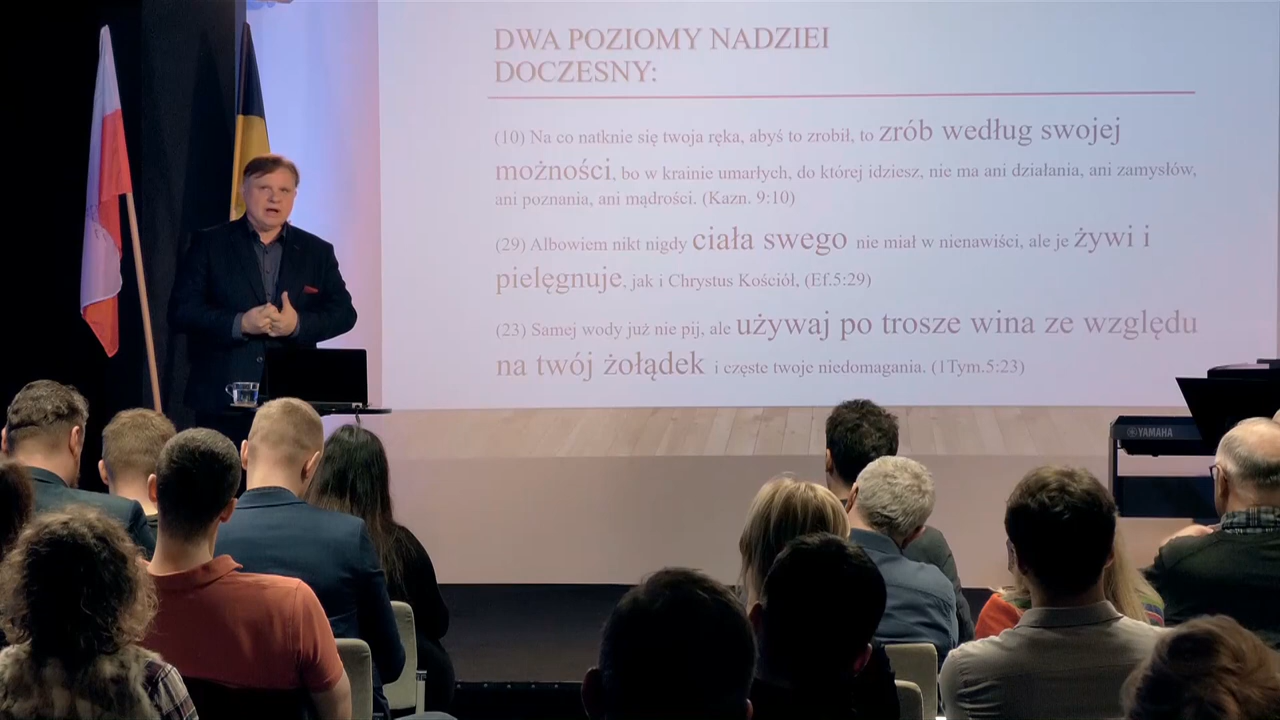 DWA POZIOMY NADZIEI
DOCZESNY:
(10) Na co natknie się twoja ręka, abyś to zrobił, to zrób według swojej
możności, bo w krainie umarłych, do której idziesz, nie ma ani działania, ani zamysłów,
ani poznania, ani mądrości. (Kazn. 9:10)
(29) Albowiem nikt nigdy ciała swego nie miał w nienawiści, ale je żywi i
pielęgnuje, jak i Chrystus Kościół, (Ef.5:29)
(23) Samej wody już nie pij, ale używaj po trosze wina ze względu
na twój żołądek i częste twoje niedomagania. (1Tym.5:23)
YAMAHA